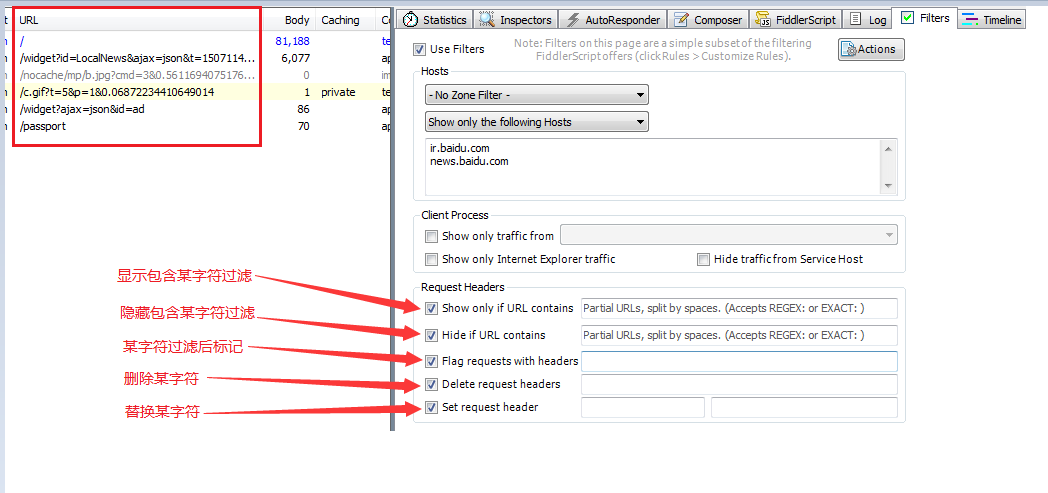 URL Body Caching Co
/ 81,188 te
/widget?id=LocalNews&ajax=json&t=1507114... 6,077 ap
/nocache/mp/b.jpg?cmd=3&0.5611694075176... 0 im
/c.gif?t=5&p=1&0.06872234410649014 1 private te
/widget?ajax=json&id=ad 86 ap
/passport 70 ap
Statistics Inspectors AutoResponder Composer FiddlerScript Log Filters Timeline
Use Filters
Note: Filters on this page are a simple subset of the filtering
FiddlerScript offers (click Rules > Customize Rules).
Actions
Hosts
- No Zone Filter -
Show only the following Hosts
ir.baidu.com
news.baidu.com
Client Process
Show only traffic from
Show only Internet Explorer traffic Hide traffic from Service Host
Request Headers
显示包含某字符过滤
Show only if URL contains Partial URLs, split by spaces. (Accepts REGEX: or EXACT: )
隐藏包含某字符过滤
Hide if URL contains Partial URLs, split by spaces. (Accepts REGEX: or EXACT: )
某字符过滤后标记
Flag requests with headers
删除某字符
Delete request headers
替换某字符
Set request header